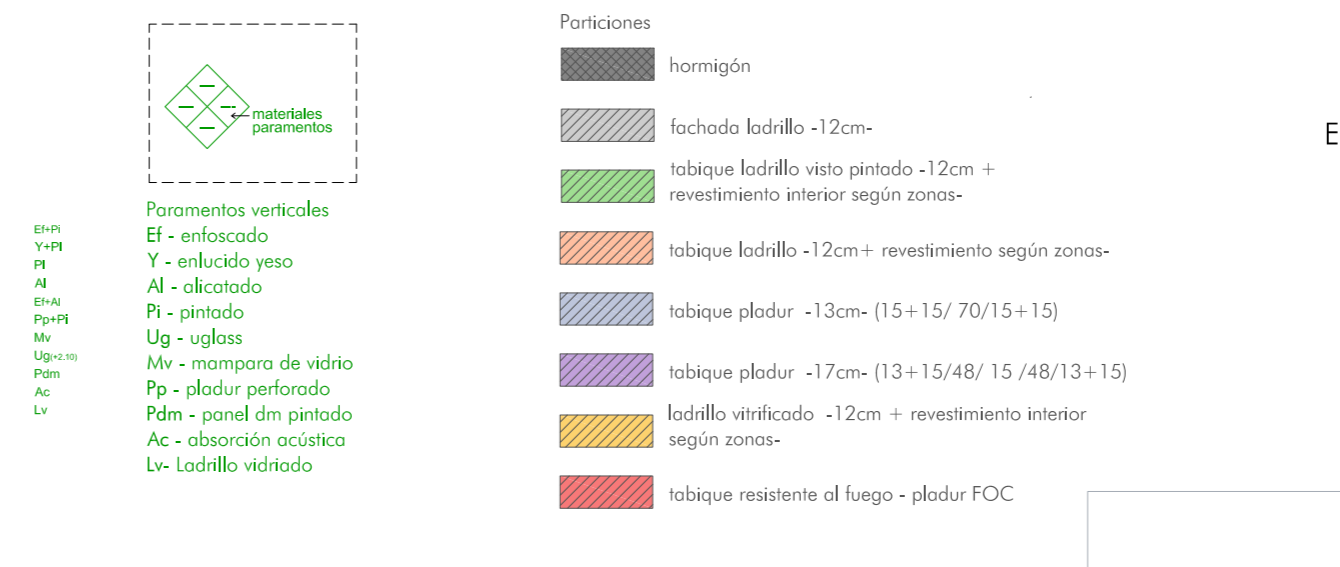 materiales
paramentos
Ef+Pi
Y+PI
PI
Al
Ef+Al
Pp+Pi
Mv
Ug(+2.10)
Pdm
Ac
Lv
Paramentos verticales
Ef - enfoscado
Y - enlucido yeso
Al - alicatado
Pi - pintado
Ug - uglass
Mv - mampara de vidrio
Pp - pladur perforado
Pdm - panel dm pintado
Ac - absorción acústica
Lv- Ladrillo vidriado
Particiones
hormigón
fachada ladrillo -12cm-
tabique ladrillo visto pintado -12cm +
revestimiento interior según zonas-
tabique ladrillo -12cm+ revestimiento según zonas-
tabique pladur -13cm- (15+15/ 70/15+15)
tabique pladur -17cm- (13+15/48/ 15 /48/13+15)
ladrillo vitrificado -12cm + revestimiento interior
según zonas-
tabique resistente al fuego - pladur FOC
E